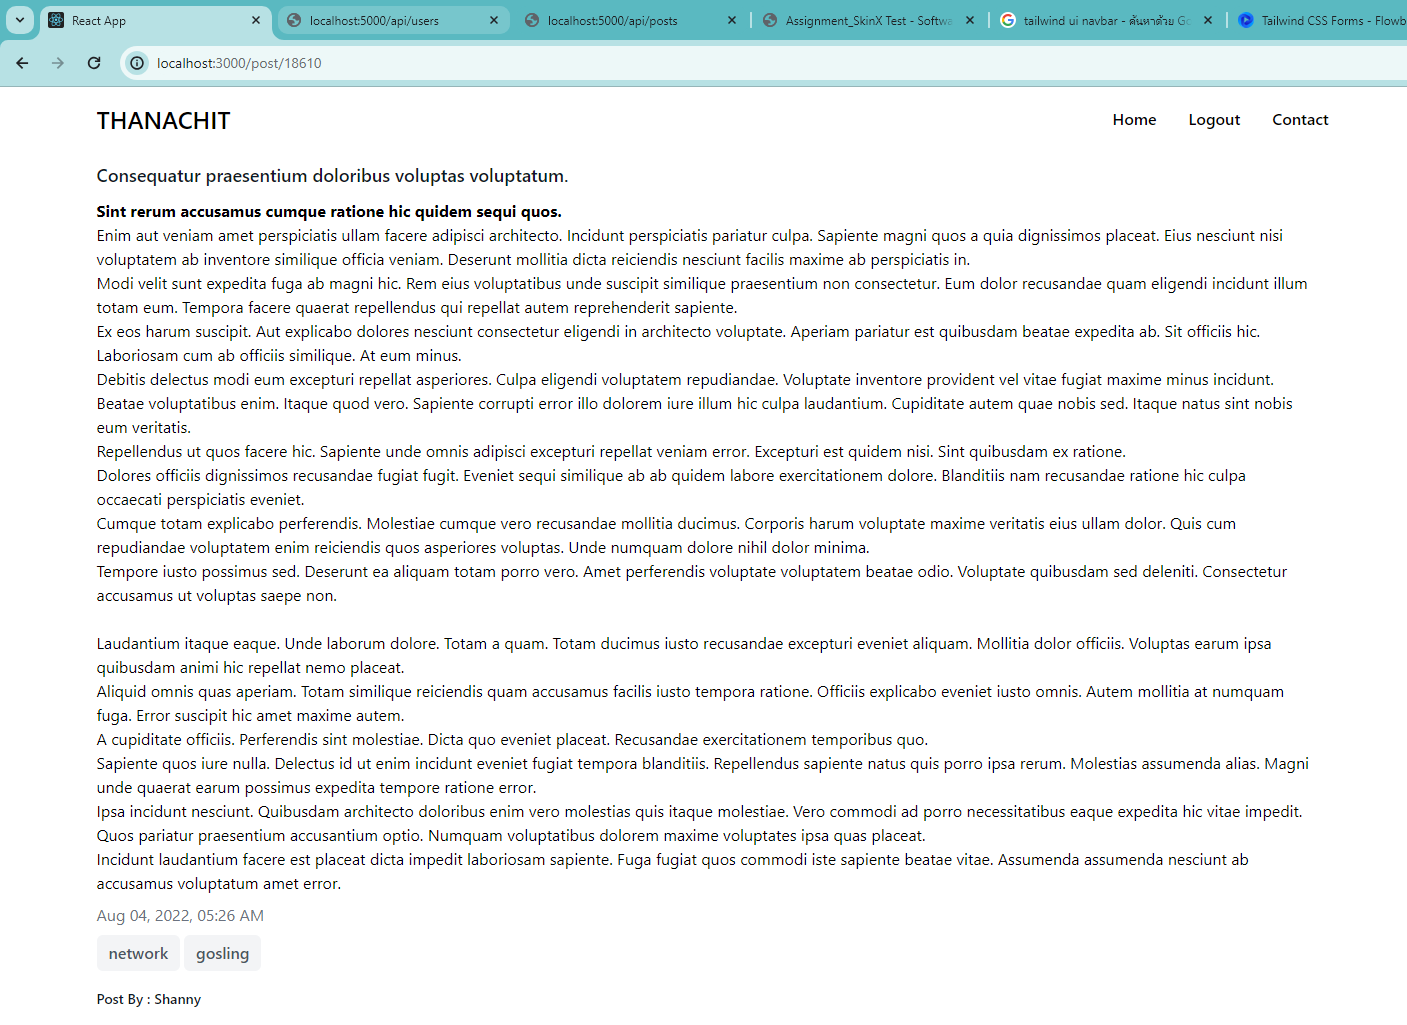 React App
localhost:5000/api/users
localhost:5000/api/posts
Assignment_SkinX Test - Softwa
tailwind ui navbar - ค้นหาด้วย Go
Tailwind CSS Forms - Flowb
localhost:3000/post/18610
THANACHIT
Home
Logout
Contact
Consequatur praesentium doloribus voluptas voluptatum.
Sint rerum accusamus cumque ratione hic quidem sequi quos.
Enim aut veniam amet perspiciatis ullam facere adipisci architecto. Incidunt perspiciatis pariatur culpa. Sapiente magni quos a quia dignissimos placeat. Eius nesciunt nisi
voluptatem ab inventore similique officia veniam. Deserunt mollitia dicta reiciendis nesciunt facilis maxime ab perspiciatis in.
Modi velit sunt expedita fuga ab magni hic. Rem eius voluptatibus unde suscipit similique praesentium non consectetur. Eum dolor recusandae quam eligendi incidunt illum
totam eum. Tempora facere quaerat repellendus qui repellat autem reprehenderit sapiente.
Ex eos harum suscipit. Aut explicabo dolores nesciunt consectetur eligendi in architecto voluptate. Aperiam pariatur est quibusdam beatae expedita ab. Sit officiis hic.
Laboriosam cum ab officiis similique. At eum minus.
Debitis delectus modi eum excepturi repellat asperiores. Culpa eligendi voluptatem repudiandae. Voluptate inventore provident vel vitae fugiat maxime minus incidunt.
Beatae voluptatibus enim. Itaque quod vero. Sapiente corrupti error illo dolorem iure illum hic culpa laudantium. Cupiditate autem quae nobis sed. Itaque natus sint nobis
eum veritatis.
Repellendus ut quos facere hic. Sapiente unde omnis adipisci excepturi repellat veniam error. Excepturi est quidem nisi. Sint quibusdam ex ratione.
Dolores officiis dignissimos recusandae fugiat fugit. Eveniet sequi similique ab ab quidem labore exercitationem dolore. Blanditiis nam recusandae ratione hic culpa
occaecati perspiciatis eveniet.
Cumque totam explicabo perferendis. Molestiae cumque vero recusandae mollitia ducimus. Corporis harum voluptate maxime veritatis eius ullam dolor. Quis cum
repudiandae voluptatem enim reiciendis quos asperiores voluptas. Unde numquam dolore nihil dolor minima.
Tempore iusto possimus sed. Deserunt ea aliquam totam porro vero. Amet perferendis voluptate voluptatem beatae odio. Voluptate quibusdam sed deleniti. Consectetur
accusamus ut voluptas saepe non.
Laudantium itaque eaque. Unde laborum dolore. Totam a quam. Totam ducimus iusto recusandae excepturi eveniet aliquam. Mollitia dolor officiis. Voluptas earum ipsa
quibusdam animi hic repellat nemo placeat.
Aliquid omnis quas aperiam. Totam similique reiciendis quam accusamus facilis iusto tempora ratione. Officiis explicabo eveniet iusto omnis. Autem mollitia at numquam
fuga. Error suscipit hic amet maxime autem.
A cupiditate officiis. Perferendis sint molestiae. Dicta quo eveniet placeat. Recusandae exercitationem temporibus quo.
Sapiente quos iure nulla. Delectus id ut enim incidunt eveniet fugiat tempora blanditiis. Repellendus sapiente natus quis porro ipsa rerum. Molestias assumenda alias. Magni
unde quaerat earum possimus expedita tempore ratione error.
Ipsa incidunt nesciunt. Quibusdam architecto doloribus enim vero molestias quis itaque molestiae. Vero commodi ad porro necessitatibus eaque expedita hic vitae impedit.
Quos pariatur praesentium accusantium optio. Numquam voluptatibus dolorem maxime voluptates ipsa quas placeat.
Incidunt laudantium facere est placeat dicta impedit laboriosam sapiente. Fuga fugiat quos commodi iste sapiente beatae vitae. Assumenda assumenda nesciunt ab
accusamus voluptatum amet error.
Aug 04, 2022, 05:26 AM
network
gosling
Post By : Shanny